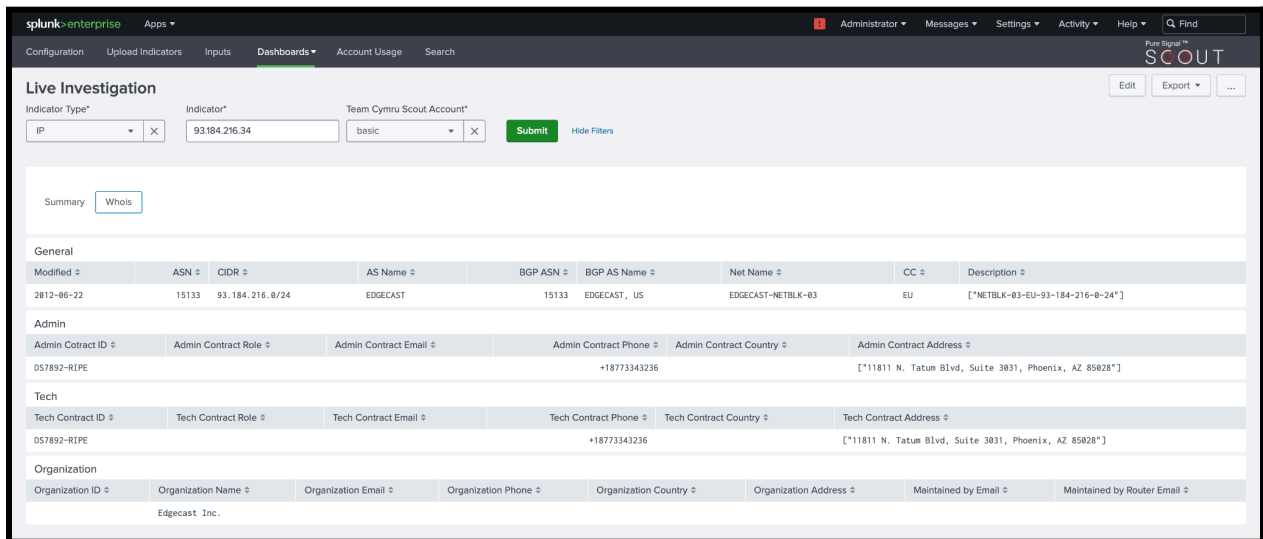 splunk>enterprise Apps ! Administrator Messages Settings Activity Help Find
Configuration Upload Indicators Inputs Dashboards Account Usage Search
Pure Signal™
SCOUT
Live Investigation
Edit Export ...
Indicator Type* Indicator* Team Cymru Scout Account*
IP 93.184.216.34 basic Submit Hide Filters
Summary Whois
General
Modified ASN CIDR AS Name BGP ASN BGP AS Name Net Name CC Description
2012-06-22 15133 93.184.216.0/24 EDGECAST 15133 EDGECAST, US EDGECAST-NETBLK-03 EU ["NETBLK-03-EU-93-184-216-0-24"]
Admin
Admin Cotract ID Admin Contract Role Admin Contract Email Admin Contract Phone Admin Contract Country Admin Contract Address
DS7892-RIPE +18773343236 ["11811 N. Tatum Blvd, Suite 3031, Phoenix, AZ 85028"]
Tech
Tech Contract ID Tech Contract Role Tech Contract Email Tech Contract Phone Tech Contract Country Tech Contract Address
DS7892-RIPE +18773343236 ["11811 N. Tatum Blvd, Suite 3031, Phoenix, AZ 85028"]
Organization
Organization ID Organization Name Organization Email Organization Phone Organization Country Organization Address Maintained by Email Maintained by Router Email
Edgecast Inc.